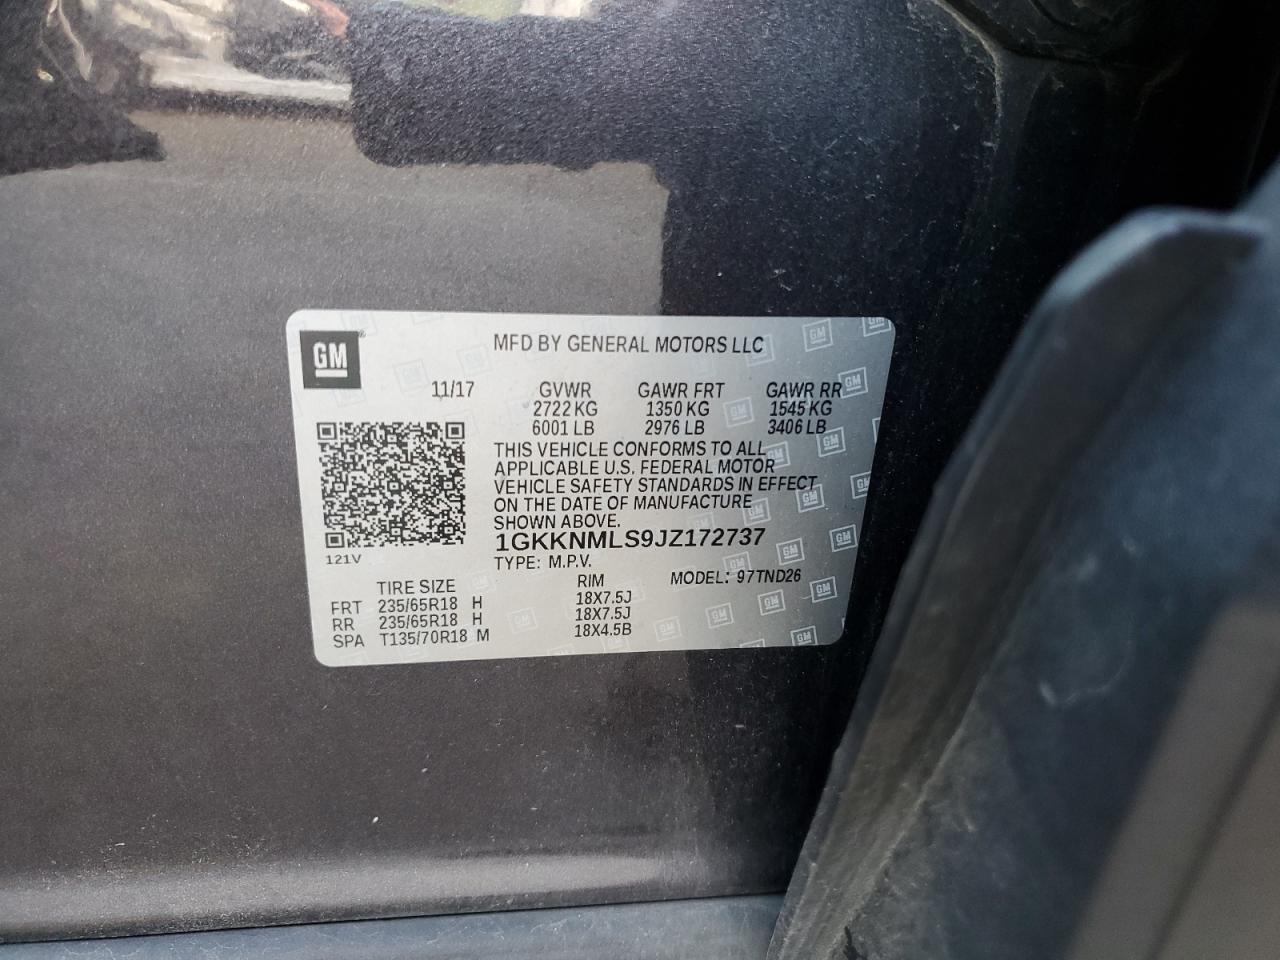 GM
MFD BY GENERAL MOTORS LLC
11/17
GVWR GAWR FRT GAWR RR
2722 KG 1350 KG 1545 KG
6001 LB 2976 LB 3406 LB
THIS VEHICLE CONFORMS TO ALL
APPLICABLE U.S. FEDERAL MOTOR
VEHICLE SAFETY STANDARDS IN EFFECT
ON THE DATE OF MANUFACTURE
SHOWN ABOVE.
1GKKNMLS9JZ172737
121V
TYPE: M.P.V.
TIRE SIZE RIM MODEL: 97TND26
FRT 235/65R18 H 18X7.5J
RR 235/65R18 H 18X7.5J
SPA T135/70R18 M 18X4.5B